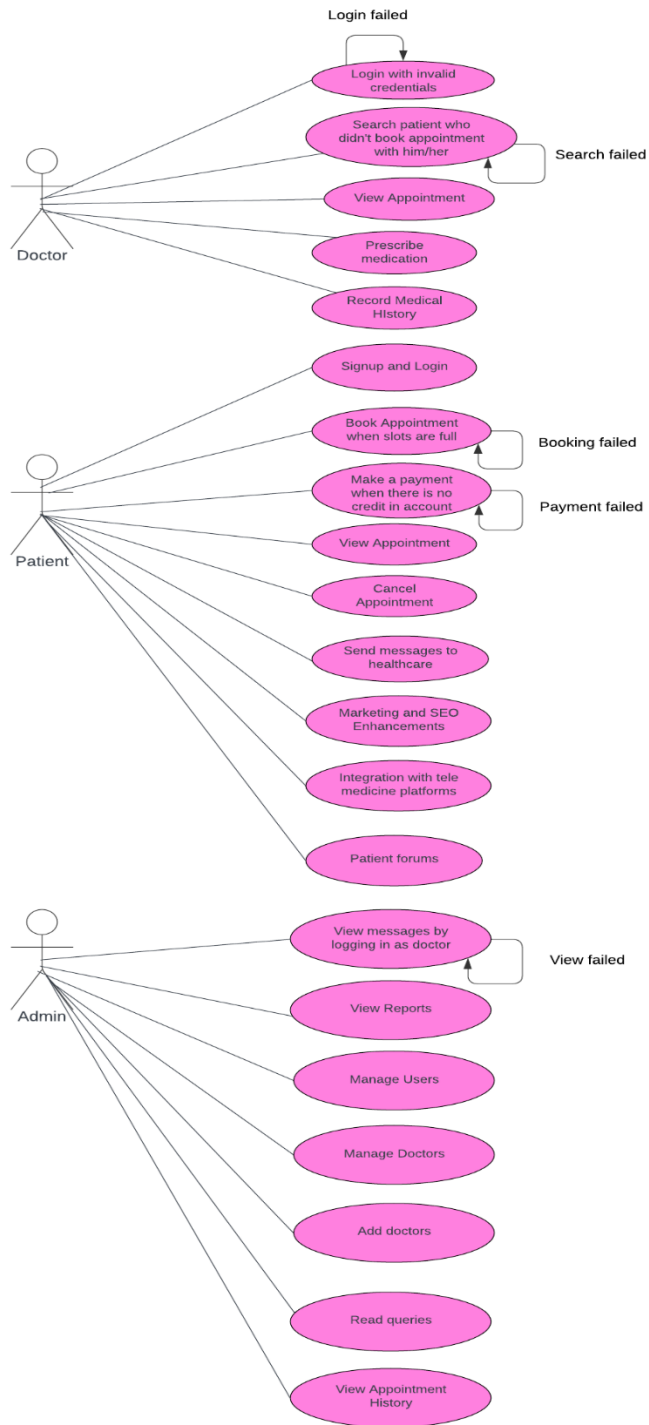 Login failed
Login with invalid
credentials
Search patient who
didn't book appointment
with him/her
Search failed
View Appointment
Doctor
Prescribe
medication
Record Medical
HIstory
Signup and Login
Book Appointment
when slots are full
Booking failed
Make a payment
when there is no
credit in account
Payment failed
View Appointment
Patient
Cancel
Appointment
Send messages to
healthcare
Marketing and SEO
Enhancements
Integration with tele
medicine platforms
Patient forums
View messages by
logging in as doctor
View failed
View Reports
Admin
Manage Users
Manage Doctors
Add doctors
Read queries
View Appointment
History